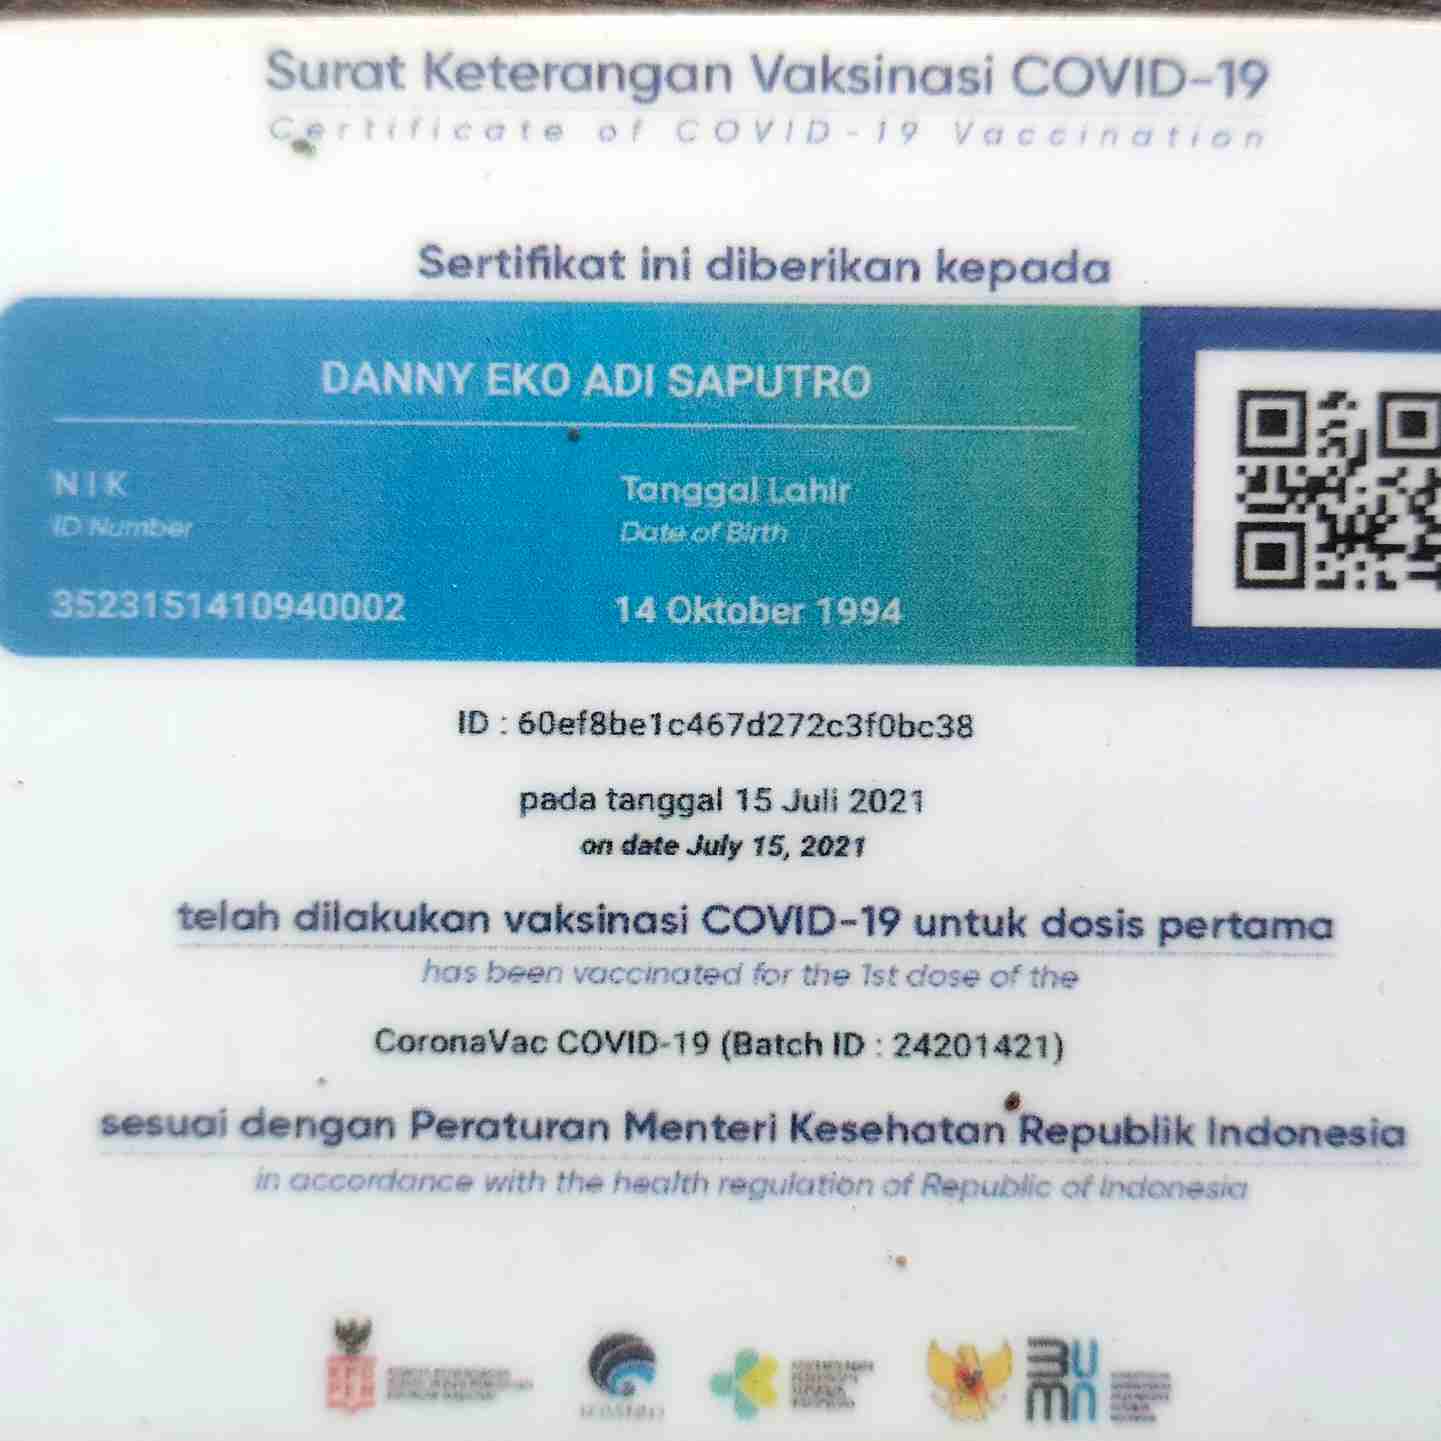 Surat Keterangan Vaksinasi COVID-19
Certificate of COVID-19 Vaccination
Sertifikat ini diberikan kepada
DANNY EKO ADI SAPUTRO
NIK
ID Number
3523151410940002
Tanggal Lahir
Date of Birth
14 Oktober 1994
ID : 60ef8be1c467d272c3f0bc38
pada tanggal 15 Juli 2021
on date July 15, 2021
telah dilakukan vaksinasi COVID-19 untuk dosis pertama
has been vaccinated for the 1st dose of the
CoronaVac COVID-19 (Batch ID : 24201421)
sesuai dengan Peraturan Menteri Kesehatan Republik Indonesia
in accordance with the health regulation of Republic of Indonesia